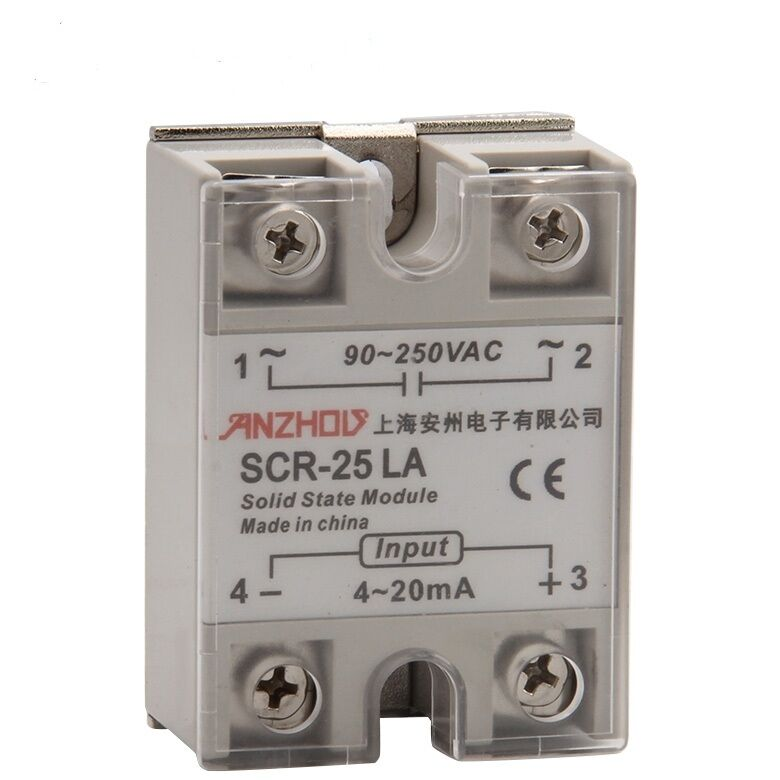 1 ~ 90~250VAC ~ 2
ANZHOU 上海安州电子有限公司
SCR-25 LA
Solid State Module
CE
Made in china
Input
4 − 4~20mA + 3